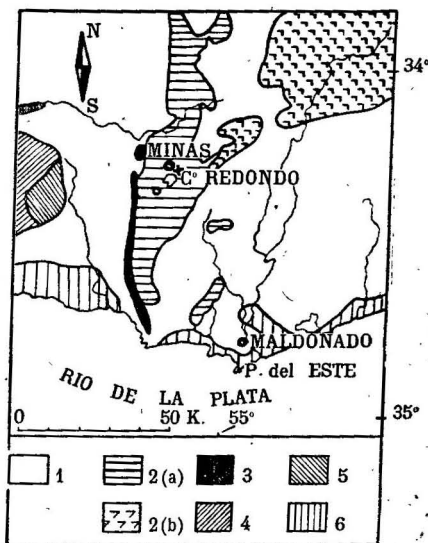 N
34°
S
MINAS
Cº REDONDO
MALDONADO
P. del ESTE
RIO DE LA PLATA
0 50 K. 55°
35°
1 2(a) 3 5
2(b) 4 6